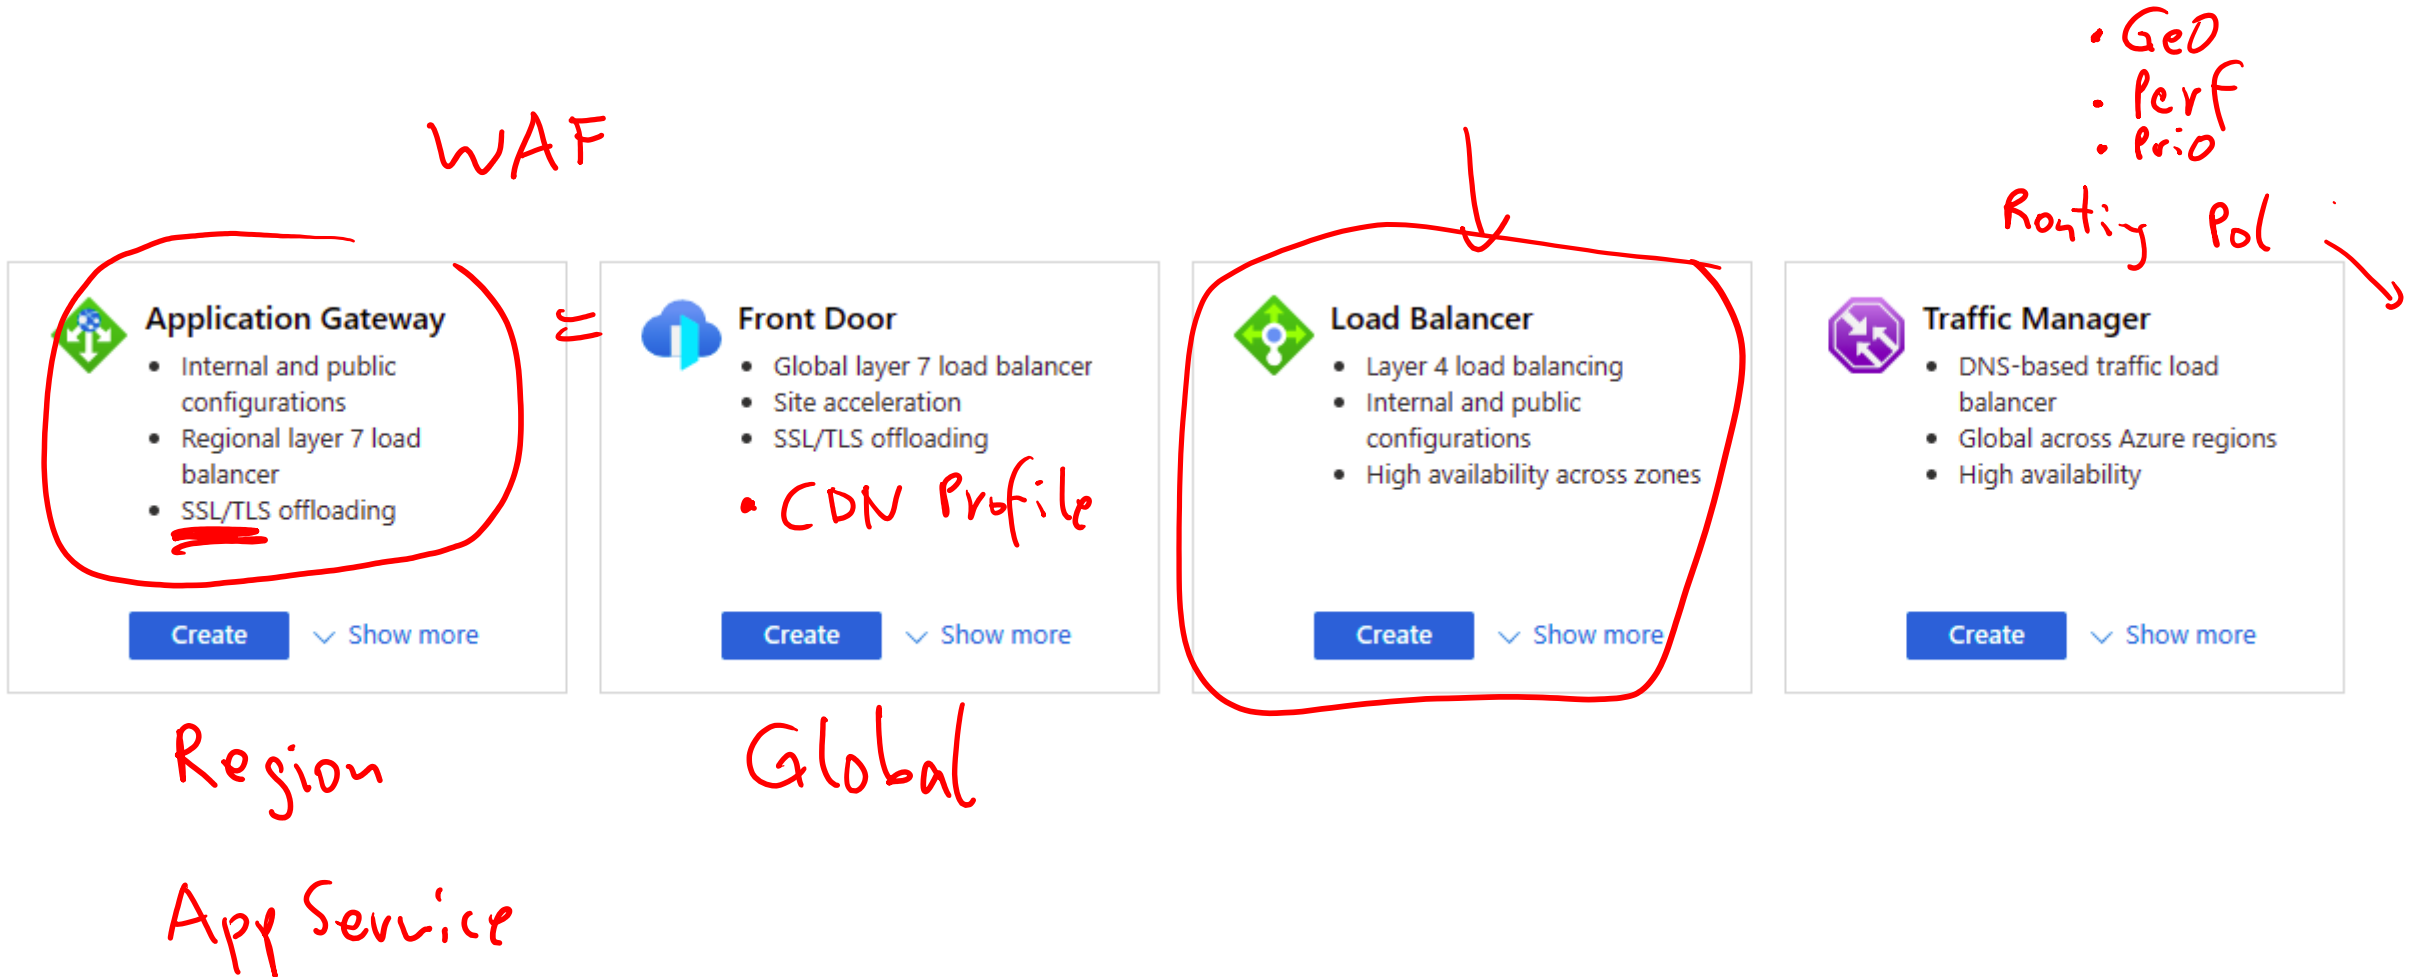 • GeO
• Perf
• Prio
WAF
Routing Pol
Application Gateway
• Internal and public
configurations
• Regional layer 7 load
balancer
• SSL/TLS offloading
Create
Show more
=
Front Door
• Global layer 7 load balancer
• Site acceleration
• SSL/TLS offloading
• CDN Profile
Create
Show more
Load Balancer
• Layer 4 load balancing
• Internal and public
configurations
• High availability across zones
Create
Show more
Traffic Manager
• DNS-based traffic load
balancer
• Global across Azure regions
• High availability
Create
Show more
Region
Global
App Service